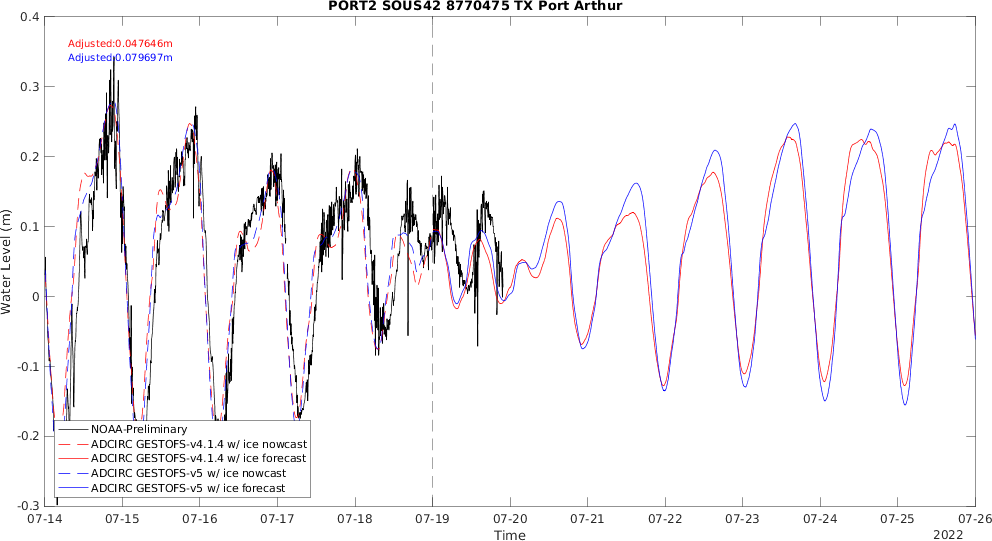 PORT2 SOUS42 8770475 TX Port Arthur
Adjusted:0.047646m
Adjusted:0.079697m
Water Level (m)
0.4
0.3
0.2
0.1
0
-0.1
-0.2
-0.3
NOAA-Preliminary
ADCIRC GESTOFS-v4.1.4 w/ ice nowcast
ADCIRC GESTOFS-v4.1.4 w/ ice forecast
ADCIRC GESTOFS-v5 w/ ice nowcast
ADCIRC GESTOFS-v5 w/ ice forecast
07-14 07-15 07-16 07-17 07-18 07-19 07-20 07-21 07-22 07-23 07-24 07-25 07-26
Time
2022